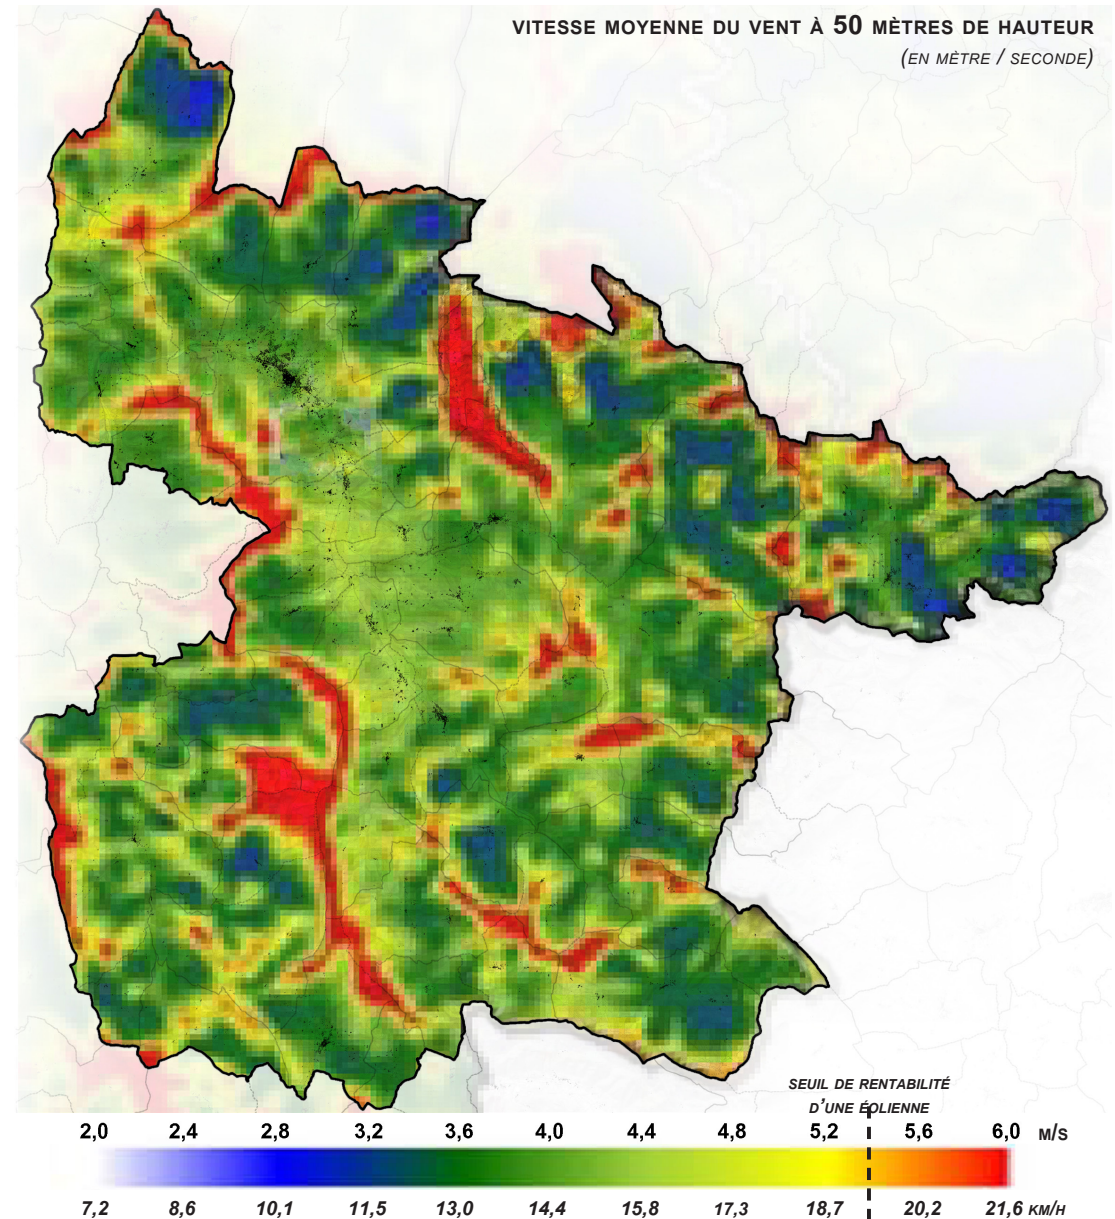 VITESSE MOYENNE DU VENT À 50 MÈTRES DE HAUTEUR
(EN MÈTRE / SECONDE)
SEUIL DE RENTABILITÉ
D'UNE ÉOLIENNE
2,0 2,4 2,8 3,2 3,6 4,0 4,4 4,8 5,2 5,6 6,0 M/S
7,2 8,6 10,1 11,5 13,0 14,4 15,8 17,3 18,7 20,2 21,6 KM/H